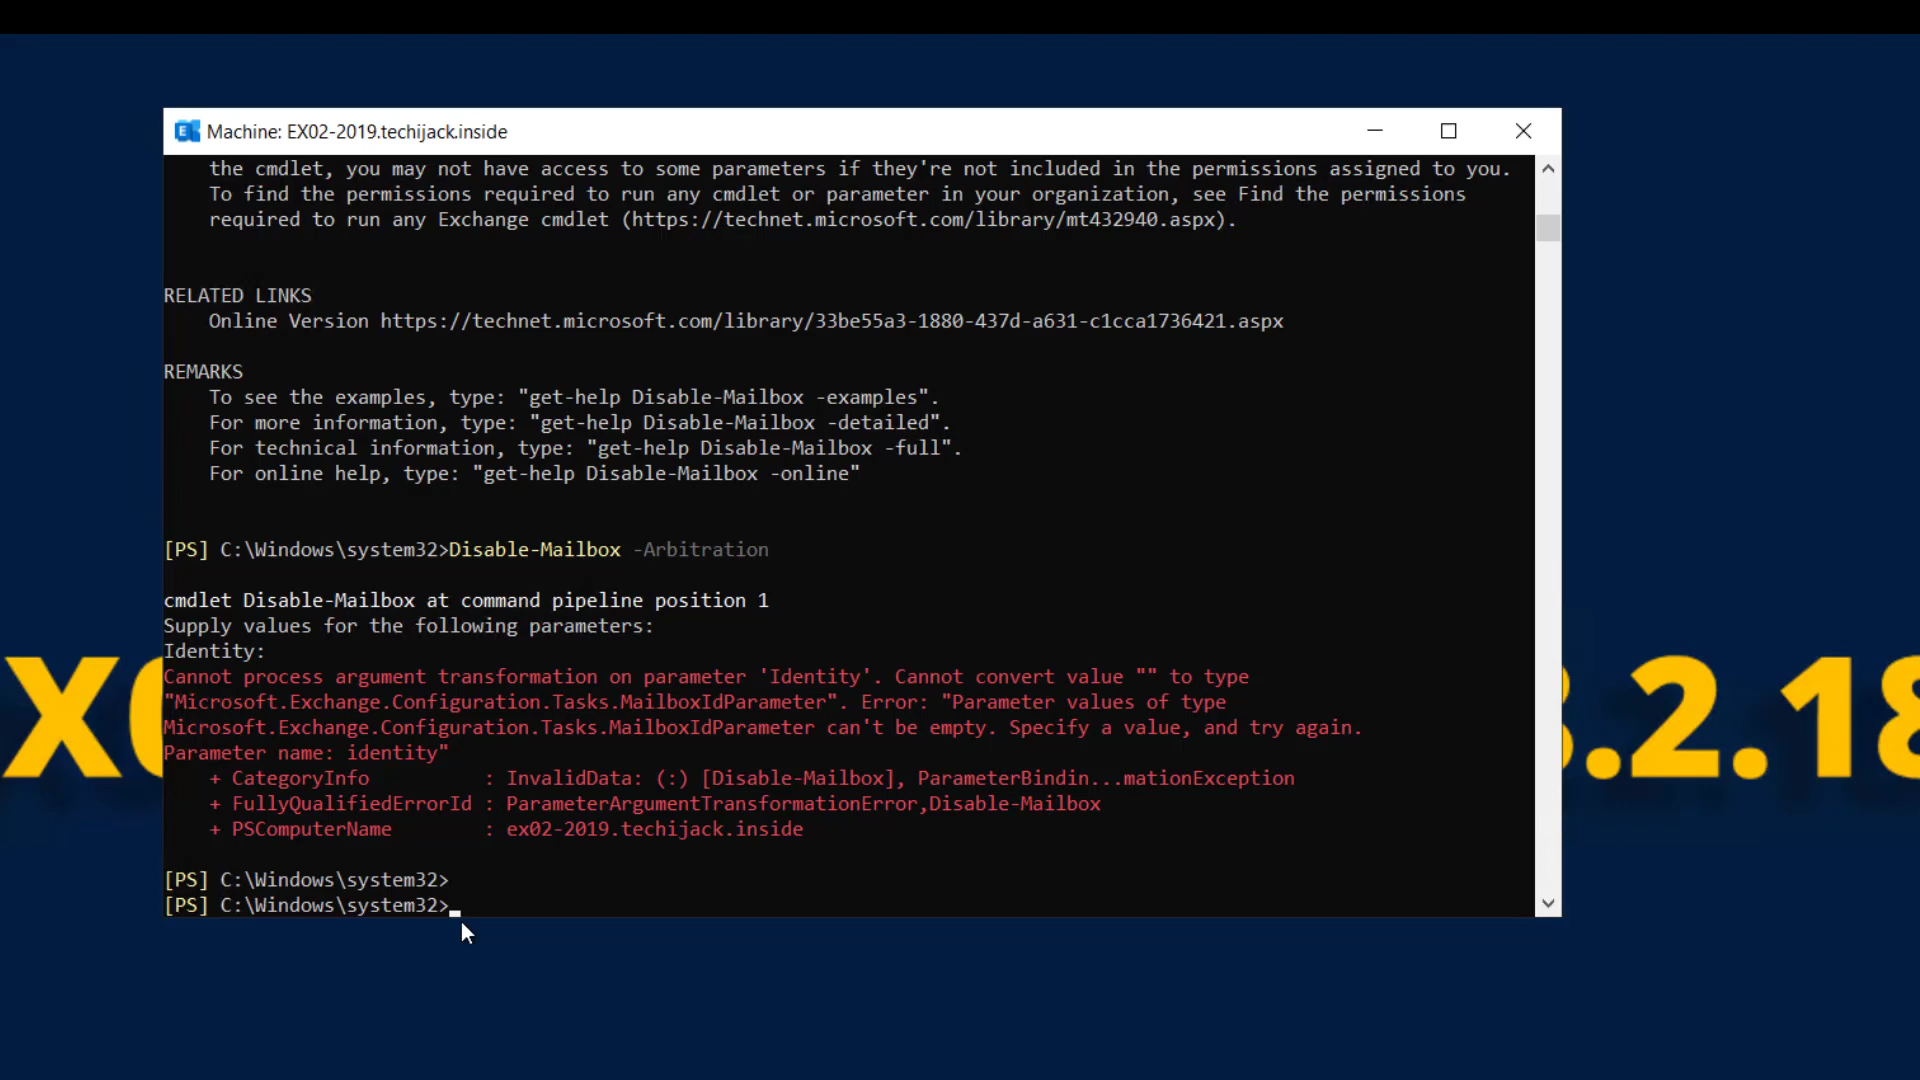 Machine: EX02-2019.techijack.inside
the cmdlet, you may not have access to some parameters if they're not included in the permissions assigned to you.
To find the permissions required to run any cmdlet or parameter in your organization, see Find the permissions
required to run any Exchange cmdlet (https://technet.microsoft.com/library/mt432940.aspx).
RELATED LINKS
Online Version https://technet.microsoft.com/library/33be55a3-1880-437d-a631-c1cca1736421.aspx
REMARKS
To see the examples, type: "get-help Disable-Mailbox -examples".
For more information, type: "get-help Disable-Mailbox -detailed".
For technical information, type: "get-help Disable-Mailbox -full".
For online help, type: "get-help Disable-Mailbox -online"
[PS] C:\Windows\system32>Disable-Mailbox -Arbitration
cmdlet Disable-Mailbox at command pipeline position 1
Supply values for the following parameters:
Identity:
Cannot process argument transformation on parameter 'Identity'. Cannot convert value "" to type
"Microsoft.Exchange.Configuration.Tasks.MailboxIdParameter". Error: "Parameter values of type
Microsoft.Exchange.Configuration.Tasks.MailboxIdParameter can't be empty. Specify a value, and try again.
Parameter name: identity"
+ CategoryInfo : InvalidData: (:) [Disable-Mailbox], ParameterBindin...mationException
+ FullyQualifiedErrorId : ParameterArgumentTransformationError,Disable-Mailbox
+ PSComputerName : ex02-2019.techijack.inside
[PS] C:\Windows\system32>
[PS] C:\Windows\system32>
.2.18